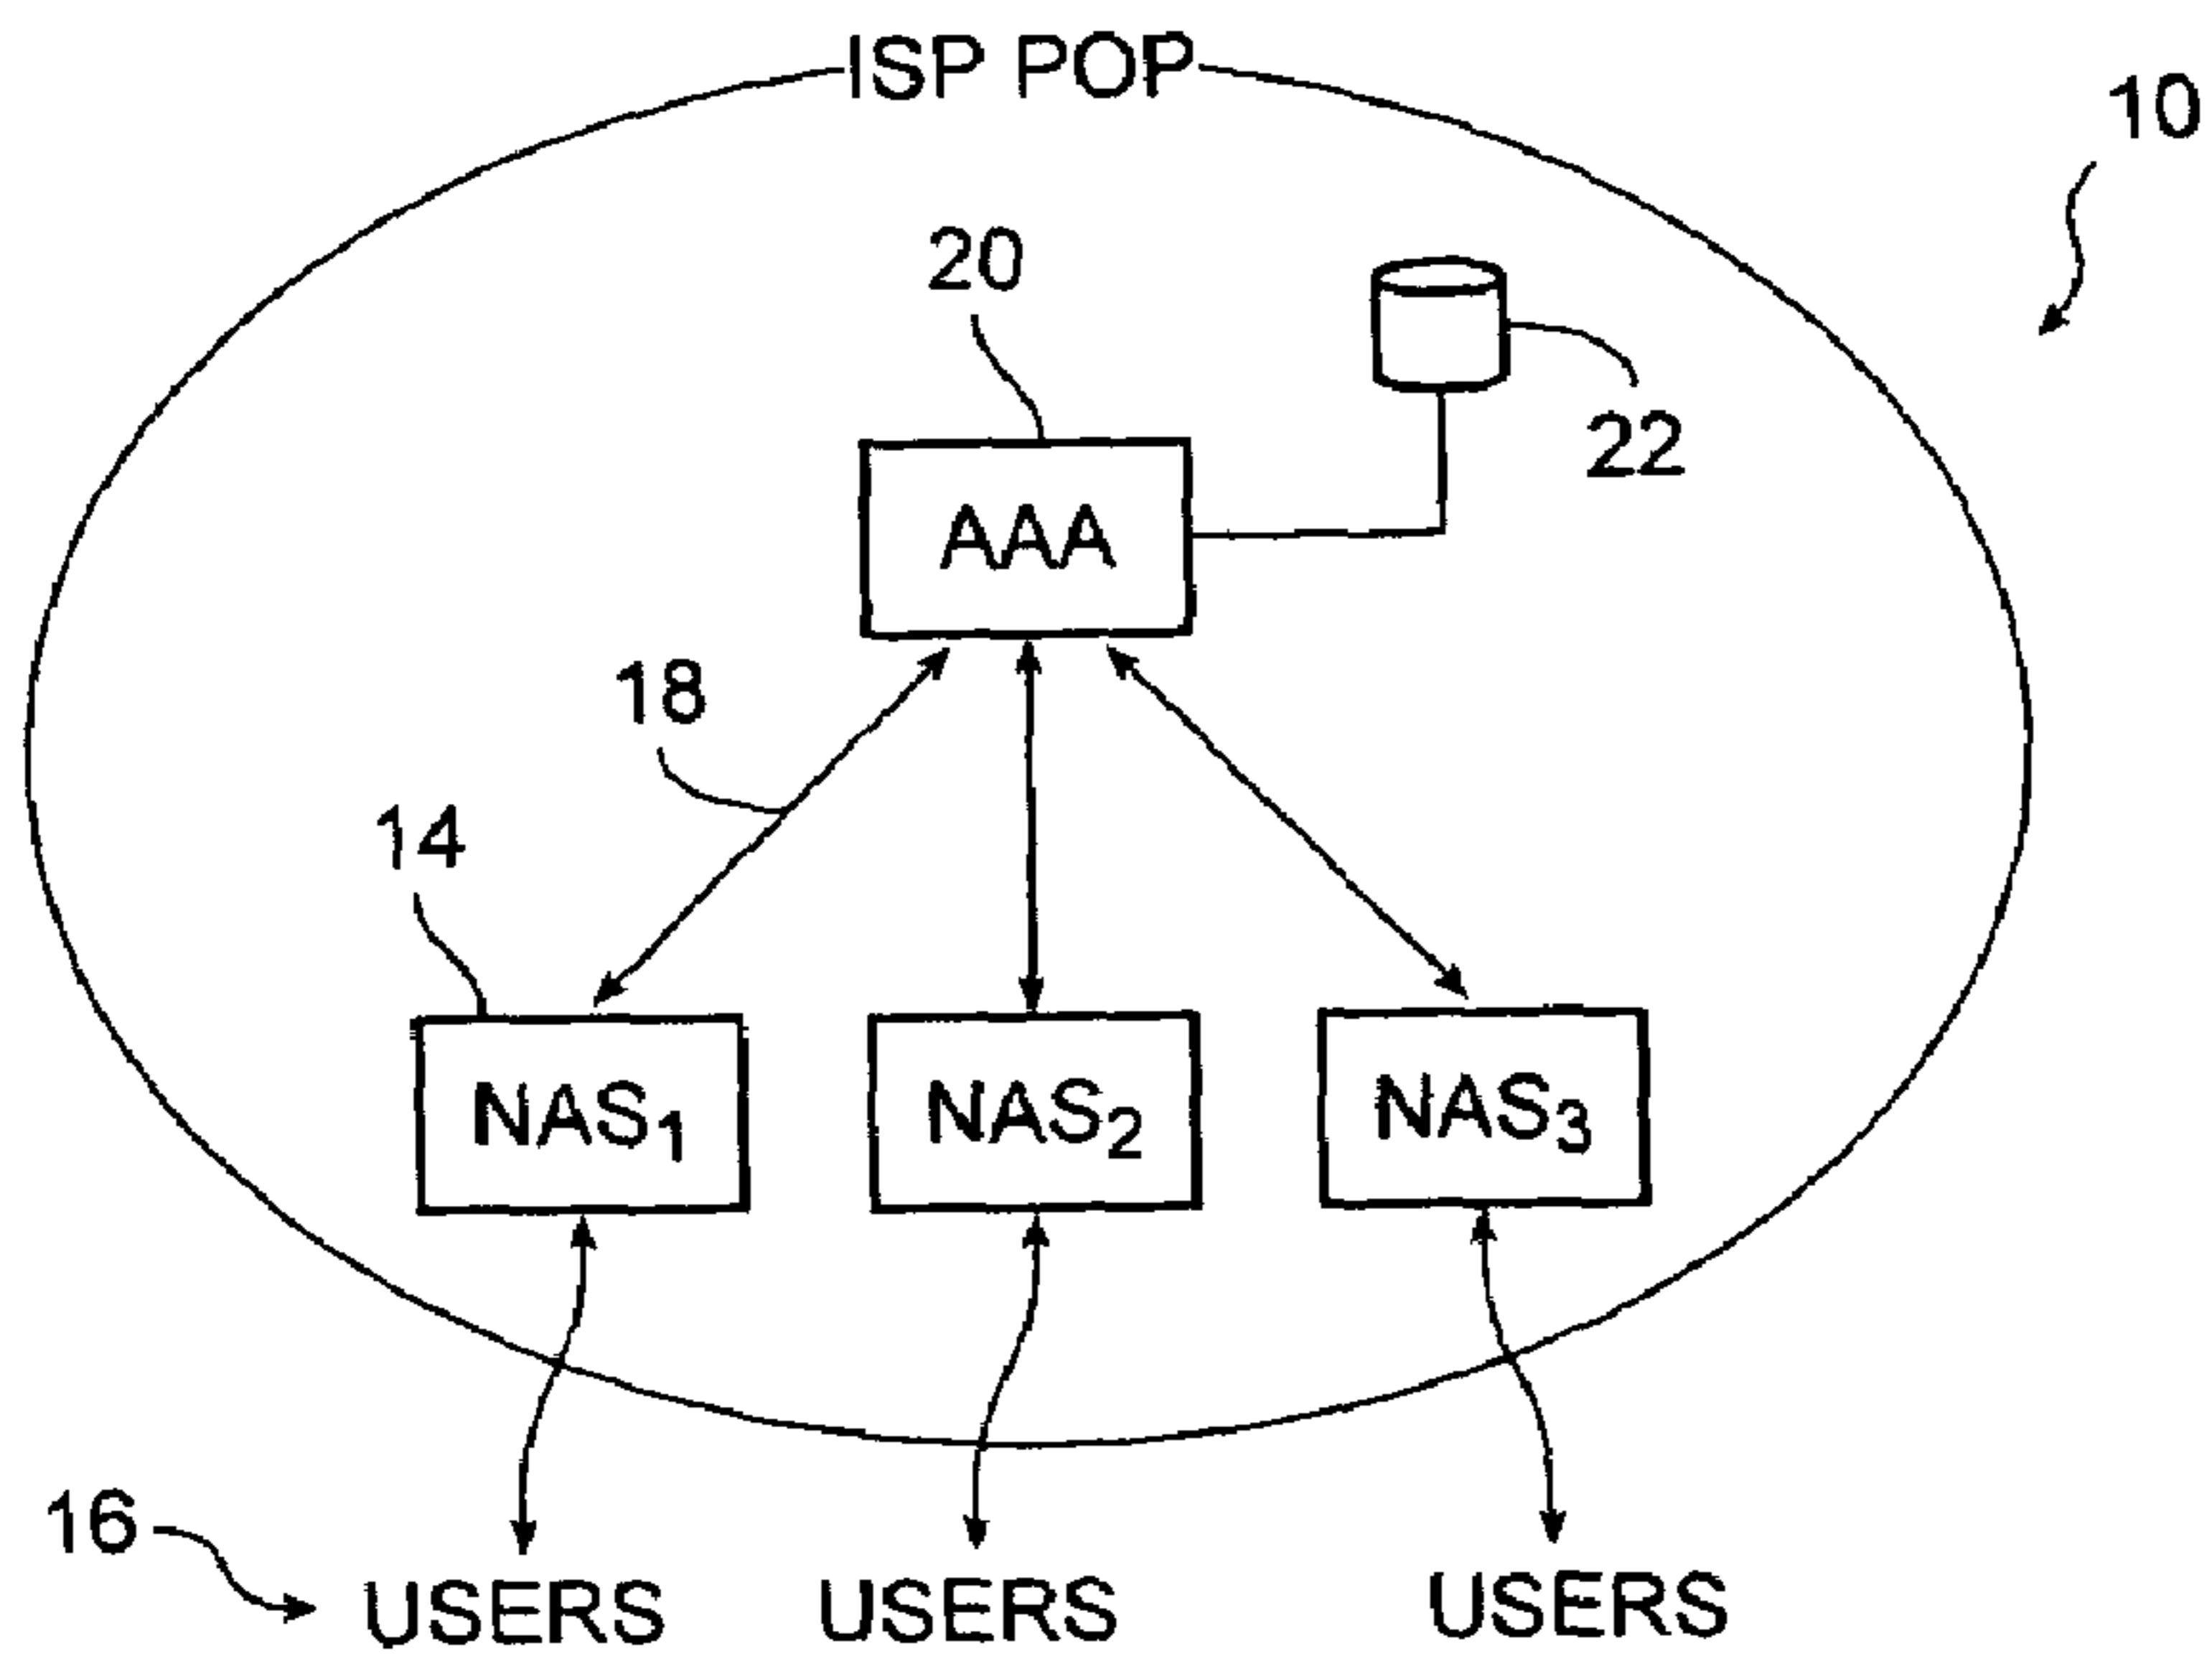 ISP POP
10
20
22
AAA
18
14
NAS1
NAS2
NAS3
16
USERS
USERS
USERS